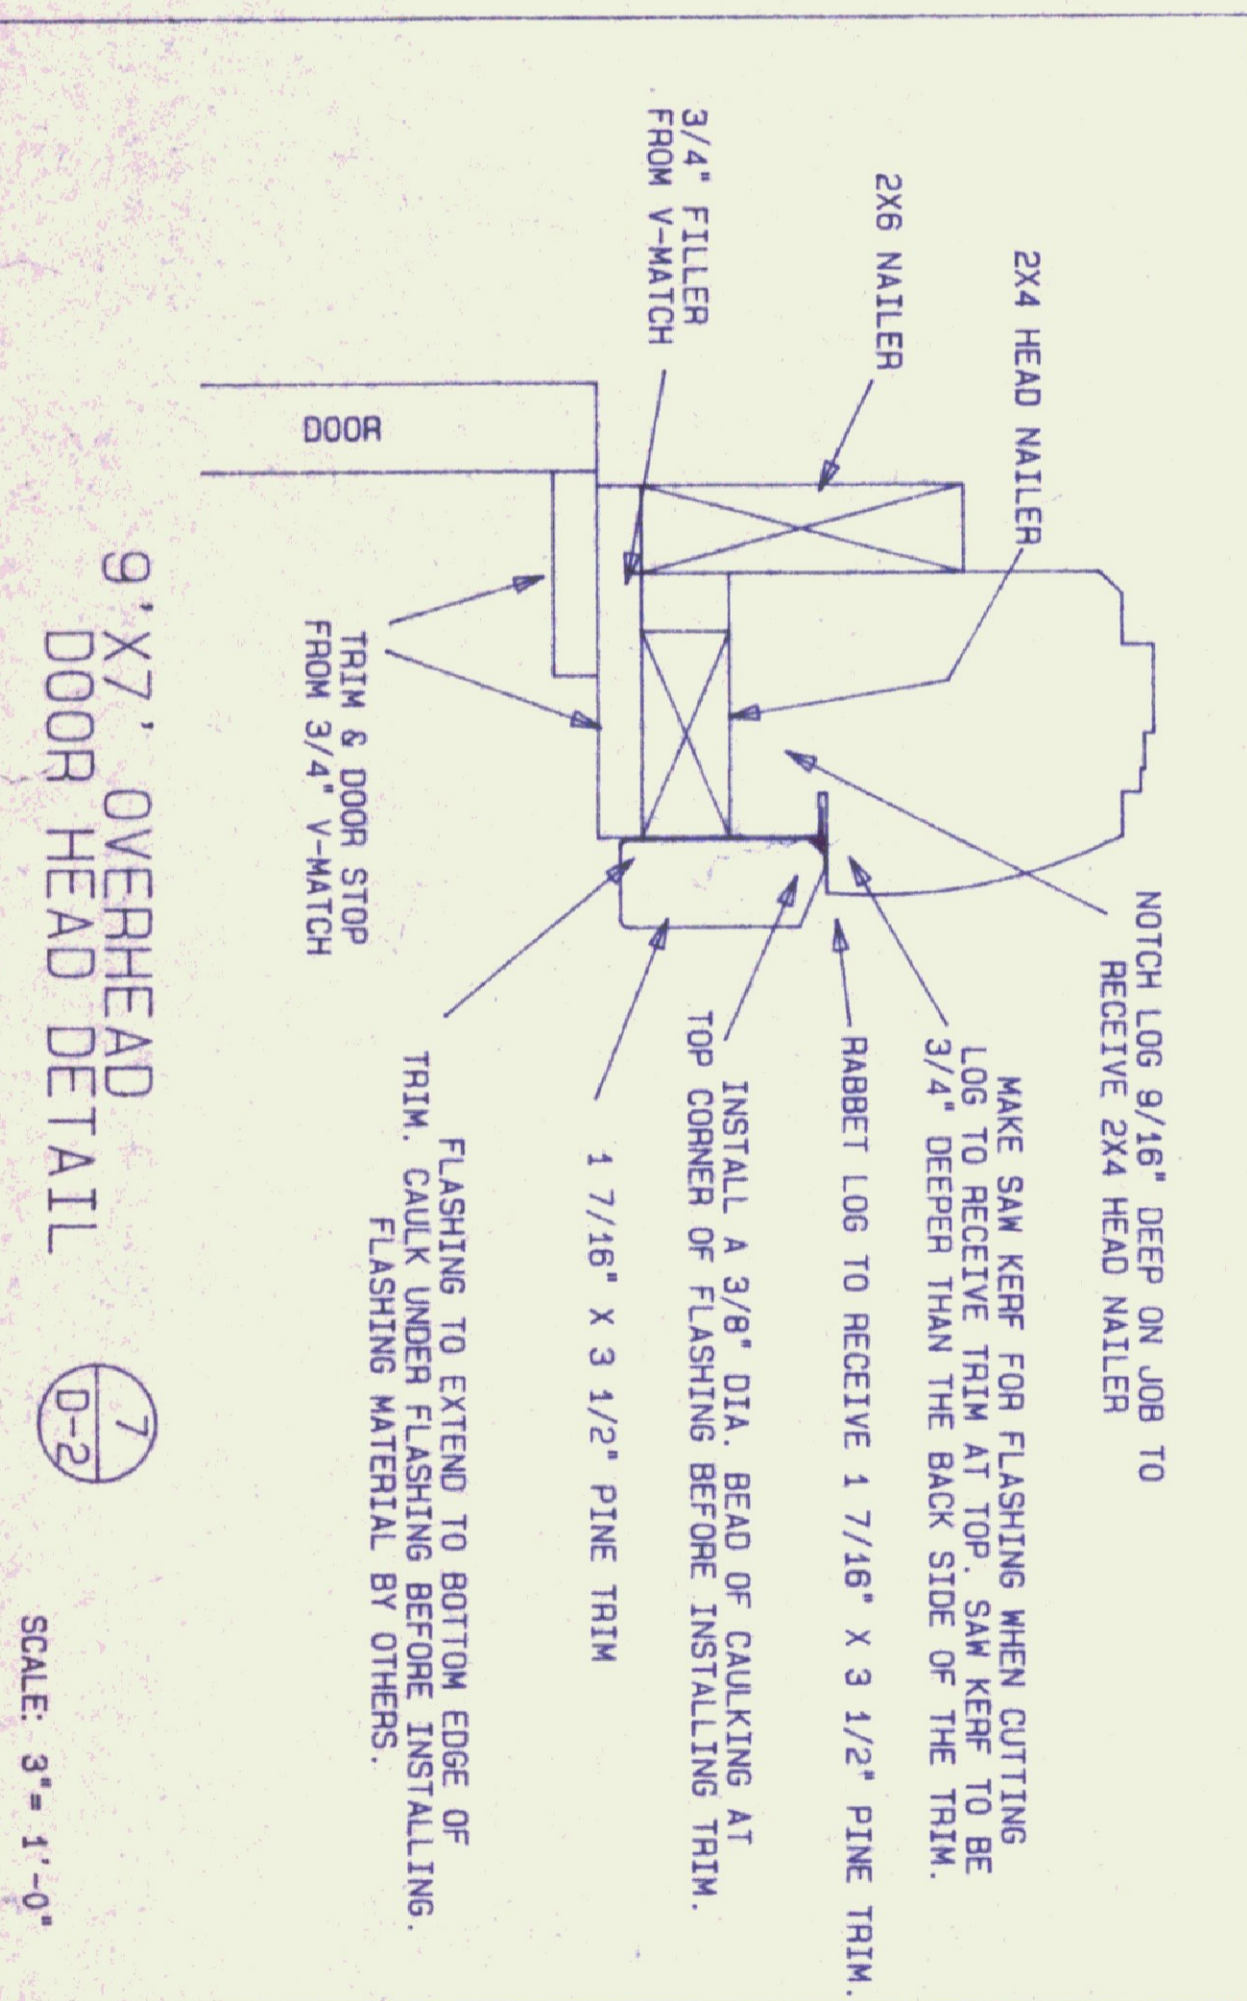 2X4 HEAD NAILER
2X6 NAILER
3/4" FILLER
FROM V-MATCH
DOOR
TRIM & DOOR STOP
FROM 3/4" V-MATCH
NOTCH LOG 9/16" DEEP ON JOB TO
RECEIVE 2X4 HEAD NAILER
MAKE SAW KERF FOR FLASHING WHEN CUTTING
LOG TO RECEIVE TRIM AT TOP. SAW KERF TO BE
3/4" DEEPER THAN THE BACK SIDE OF THE TRIM.
RABBET LOG TO RECEIVE 1 7/16" X 3 1/2" PINE TRIM.
INSTALL A 3/8" DIA. BEAD OF CAULKING AT
TOP CORNER OF FLASHING BEFORE INSTALLING TRIM.
1 7/16" X 3 1/2" PINE TRIM
FLASHING TO EXTEND TO BOTTOM EDGE OF
TRIM. CAULK UNDER FLASHING BEFORE INSTALLING.
FLASHING MATERIAL BY OTHERS.
9'X7' OVERHEAD
DOOR HEAD DETAIL
7
D-2
SCALE: 3"= 1'-0"